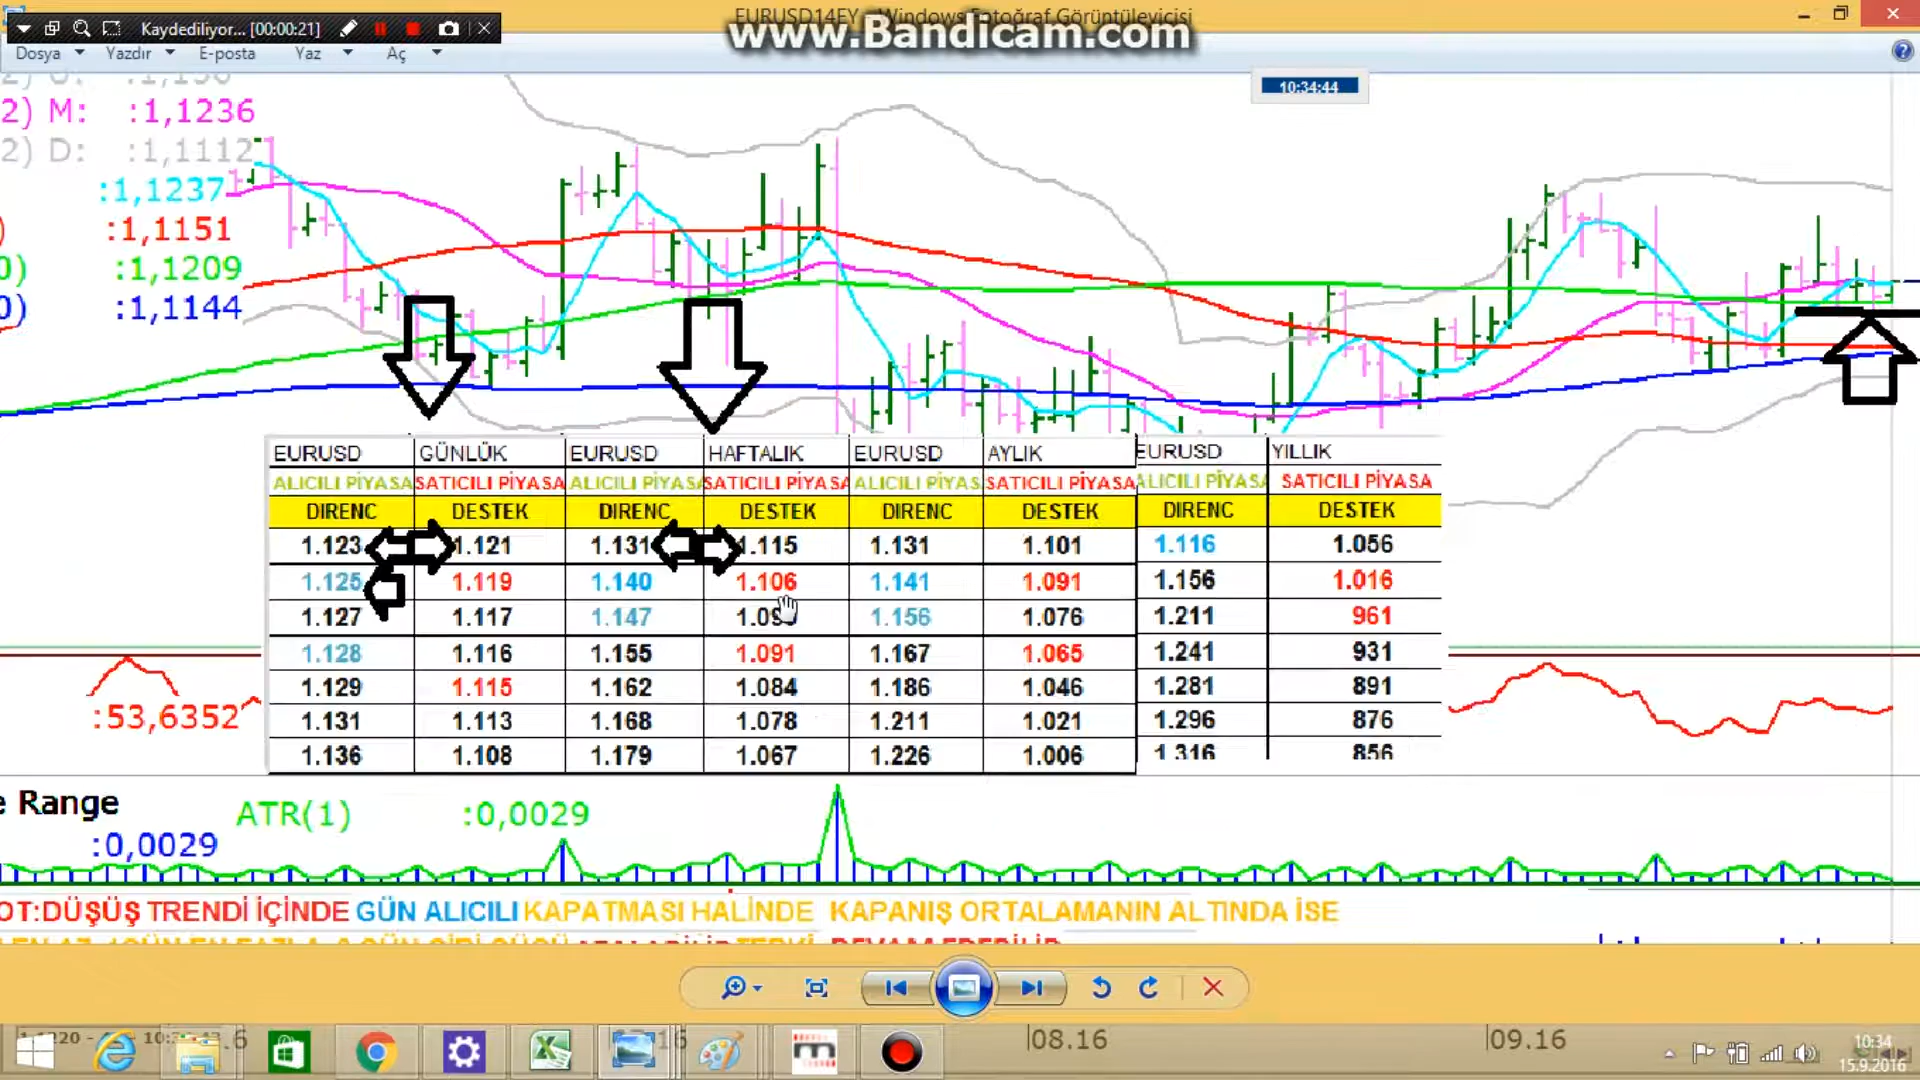 EURUSD14EY - Windows Fotoğraf Görüntüleyicisi
www.Bandicam.com
Kaydediliyor... [00:00:21]
Dosya Yazdır E-posta Yaz Aç
10:34:44
2) M: :1,1236
2) D: :1,1112
:1,1237
) :1,1151
0) :1,1209
0) :1,1144
EURUSD GÜNLÜK EURUSD HAFTALIK EURUSD AYLIK EURUSD YILLIK
ALICILI PİYASA SATICILI PİYASA ALICILI PİYASA SATICILI PİYASA ALICILI PİYAS SATICILI PİYASA ALICILI PİYASA SATICILI PİYASA
DIRENC DESTEK DIRENC DESTEK DIRENC DESTEK DIRENC DESTEK
1.123 1.121 1.131 1.115 1.131 1.101 1.116 1.056
1.125 1.119 1.140 1.106 1.141 1.091 1.156 1.016
1.127 1.117 1.147 1.156 1.076 1.211 961
1.128 1.116 1.155 1.091 1.167 1.065 1.241 931
1.129 1.115 1.162 1.084 1.186 1.046 1.281 891
1.131 1.113 1.168 1.078 1.211 1.021 1.296 876
1.136 1.108 1.179 1.067 1.226 1.006 1.316 856
:53,6352
e Range ATR(1) :0,0029
:0,0029
OT:DÜŞÜŞ TRENDİ İÇİNDE GÜN ALICILI KAPATMASI HALİNDE KAPANIŞ ORTALAMANIN ALTINDA İSE
08.16 09.16
10:34
15.9.2016